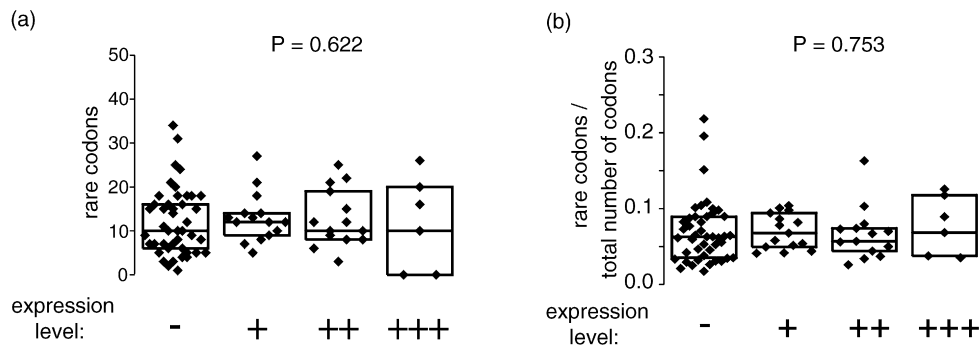 (a)
P = 0.622
rare codons
50
40
30
20
10
0
expression
level:
- + ++ +++
(b)
P = 0.753
rare codons /
total number of codons
0.3
0.2
0.1
0
expression
level:
- + ++ +++